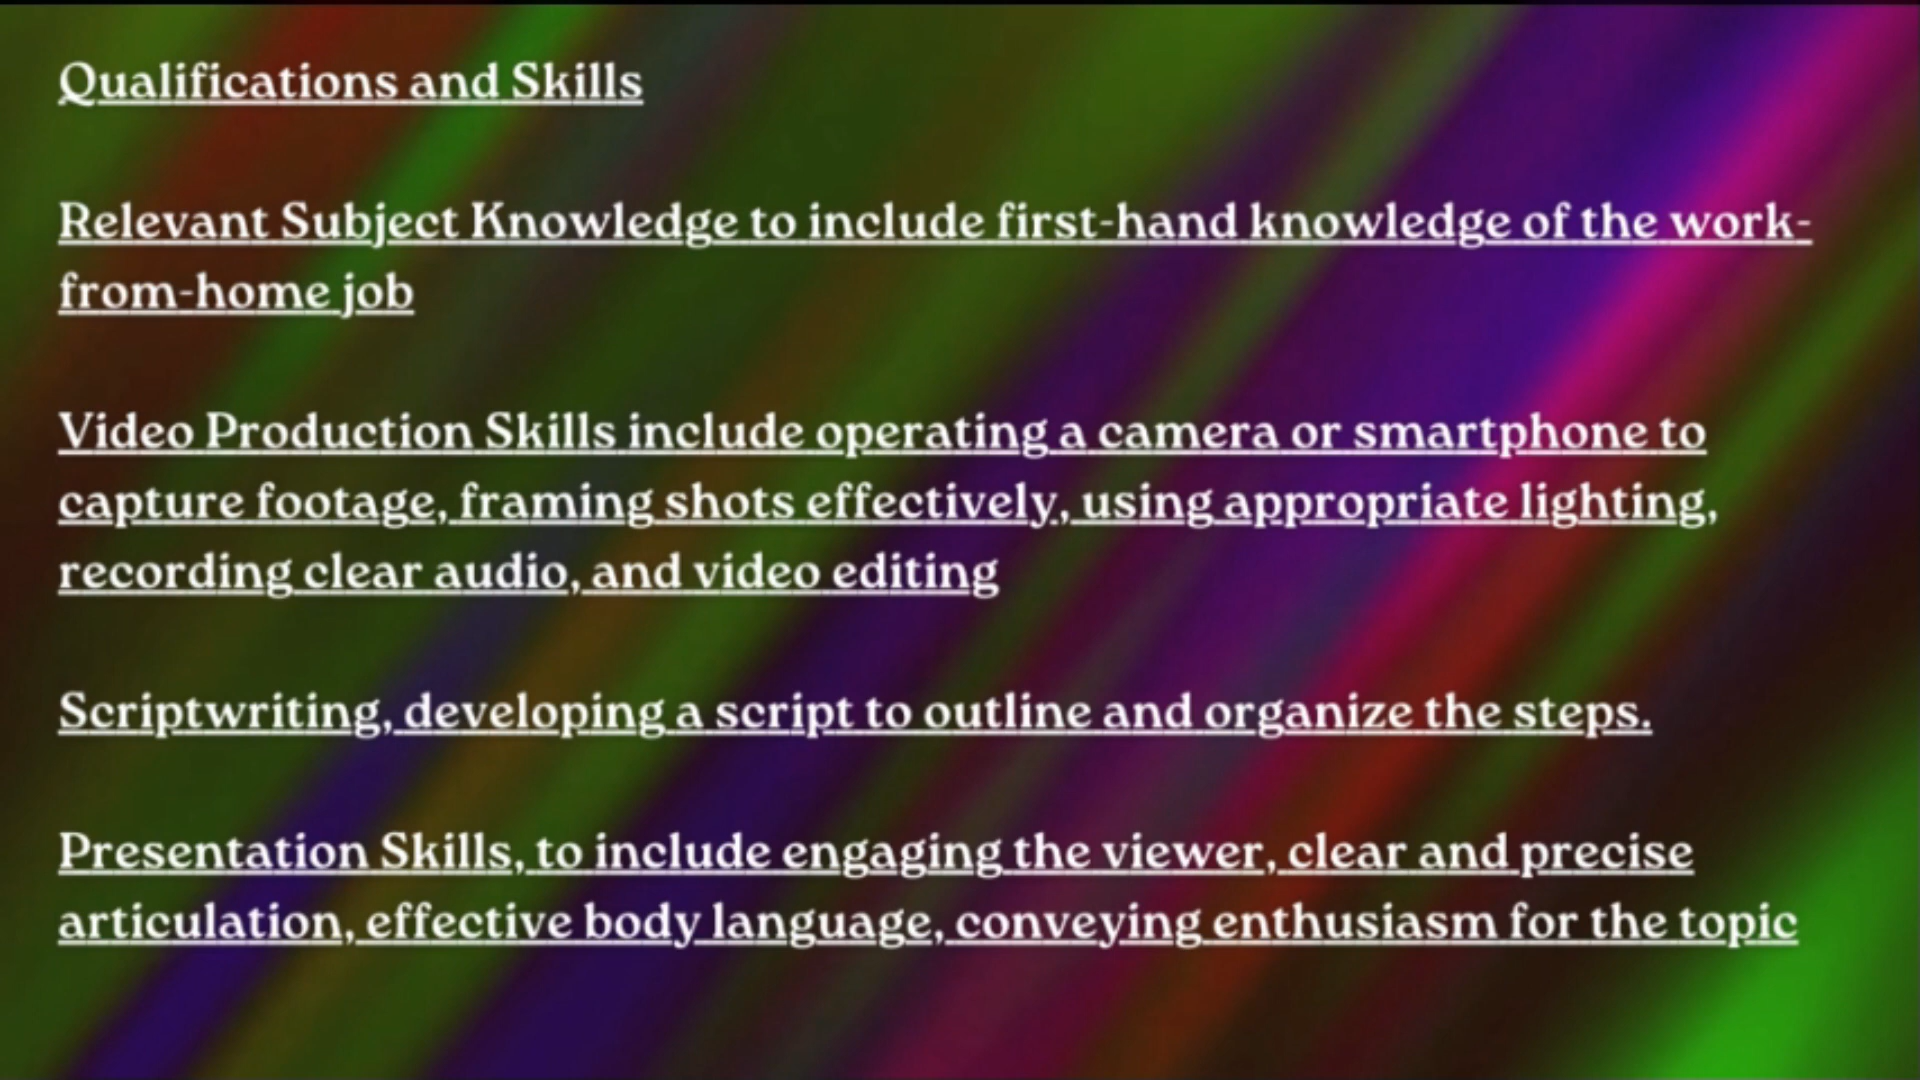 Qualifications and Skills
Relevant Subject Knowledge to include first-hand knowledge of the work-
from-home job
Video Production Skills include operating a camera or smartphone to
capture footage, framing shots effectively, using appropriate lighting,
recording clear audio, and video editing
Scriptwriting, developing a script to outline and organize the steps.
Presentation Skills, to include engaging the viewer, clear and precise
articulation, effective body language, conveying enthusiasm for the topic